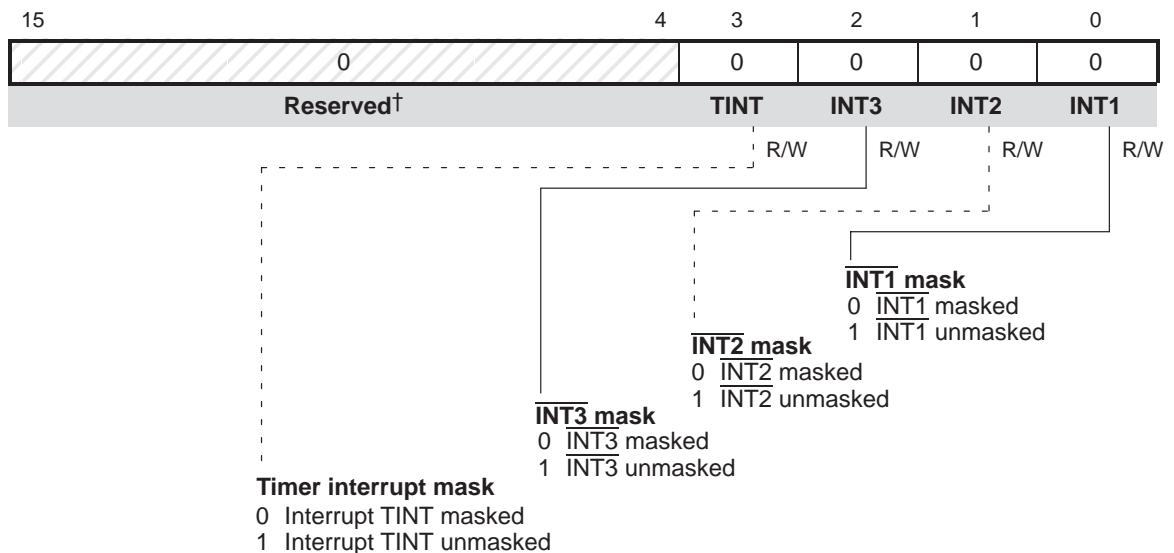 15 4 3 2 1 0
0 0 0 0 0
Reserved† TINT INT3 INT2 INT1
R/W R/W R/W R/W
INT1 mask
0 INT1 masked
1 INT1 unmasked
INT2 mask
0 INT2 masked
1 INT2 unmasked
INT3 mask
0 INT3 masked
1 INT3 unmasked
Timer interrupt mask
0 Interrupt TINT masked
1 Interrupt TINT unmasked